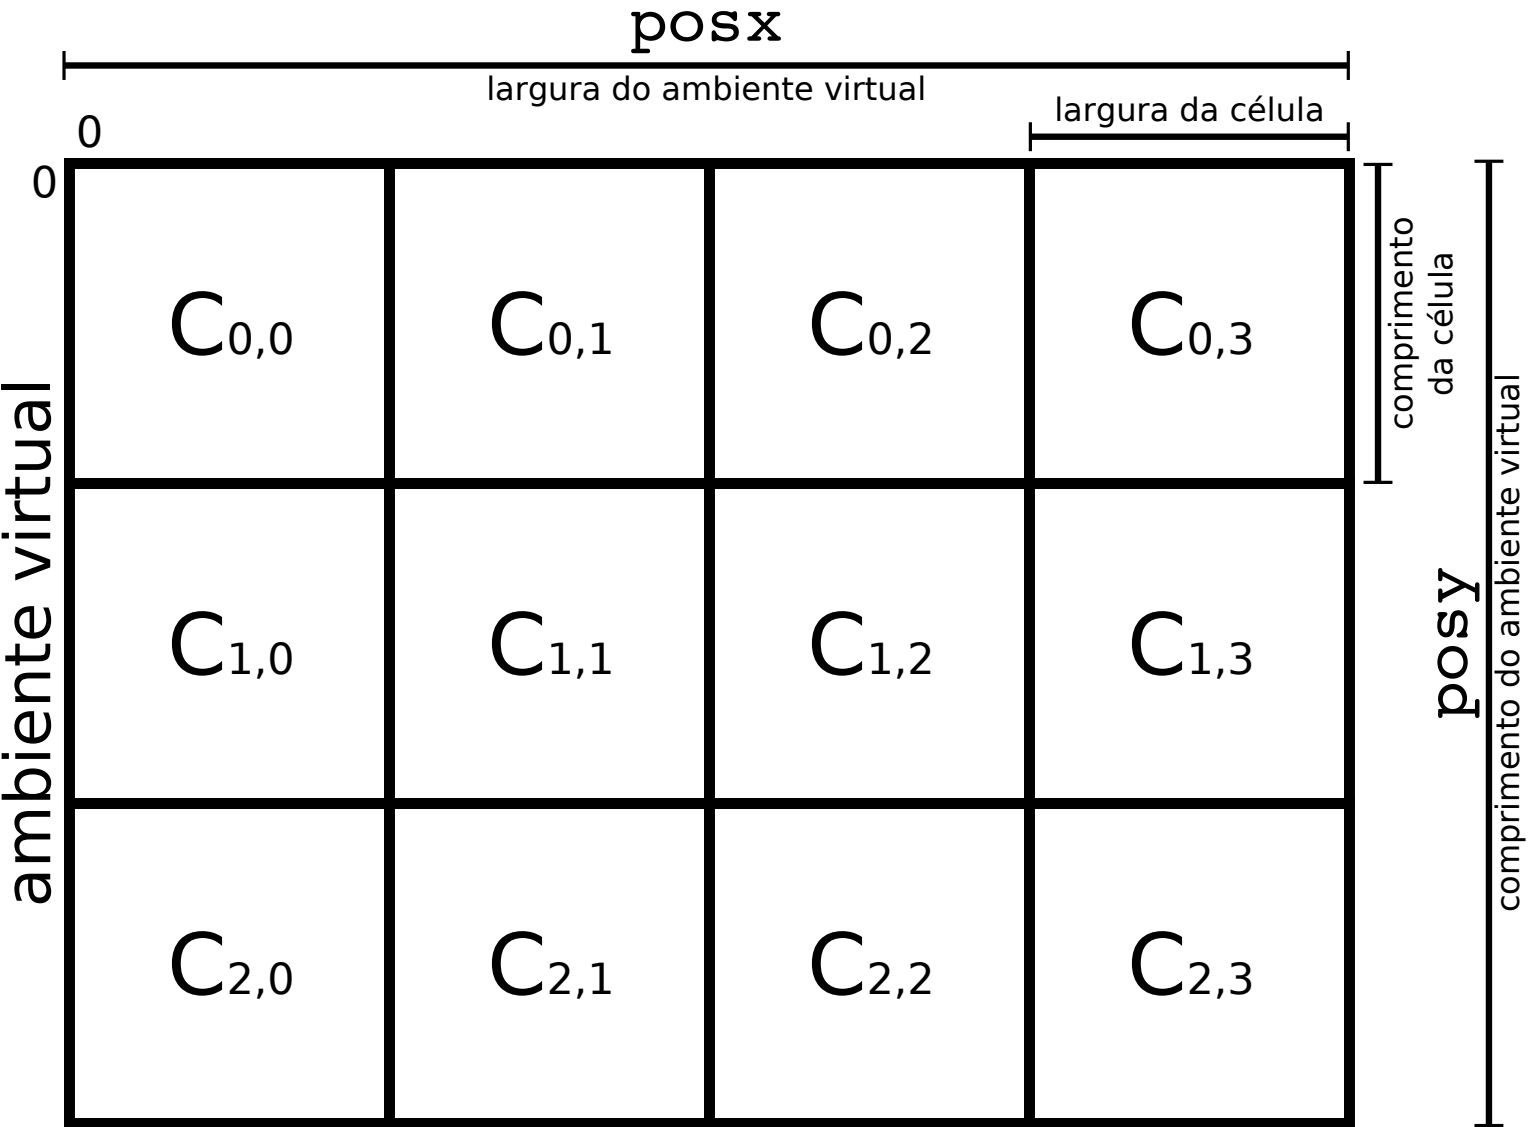 posx
largura do ambiente virtual
largura da célula
0
0
C0,0 C0,1 C0,2 C0,3
comprimento
da célula
ambiente virtual
C1,0 C1,1 C1,2 C1,3
posy
comprimento do ambiente virtual
C2,0 C2,1 C2,2 C2,3